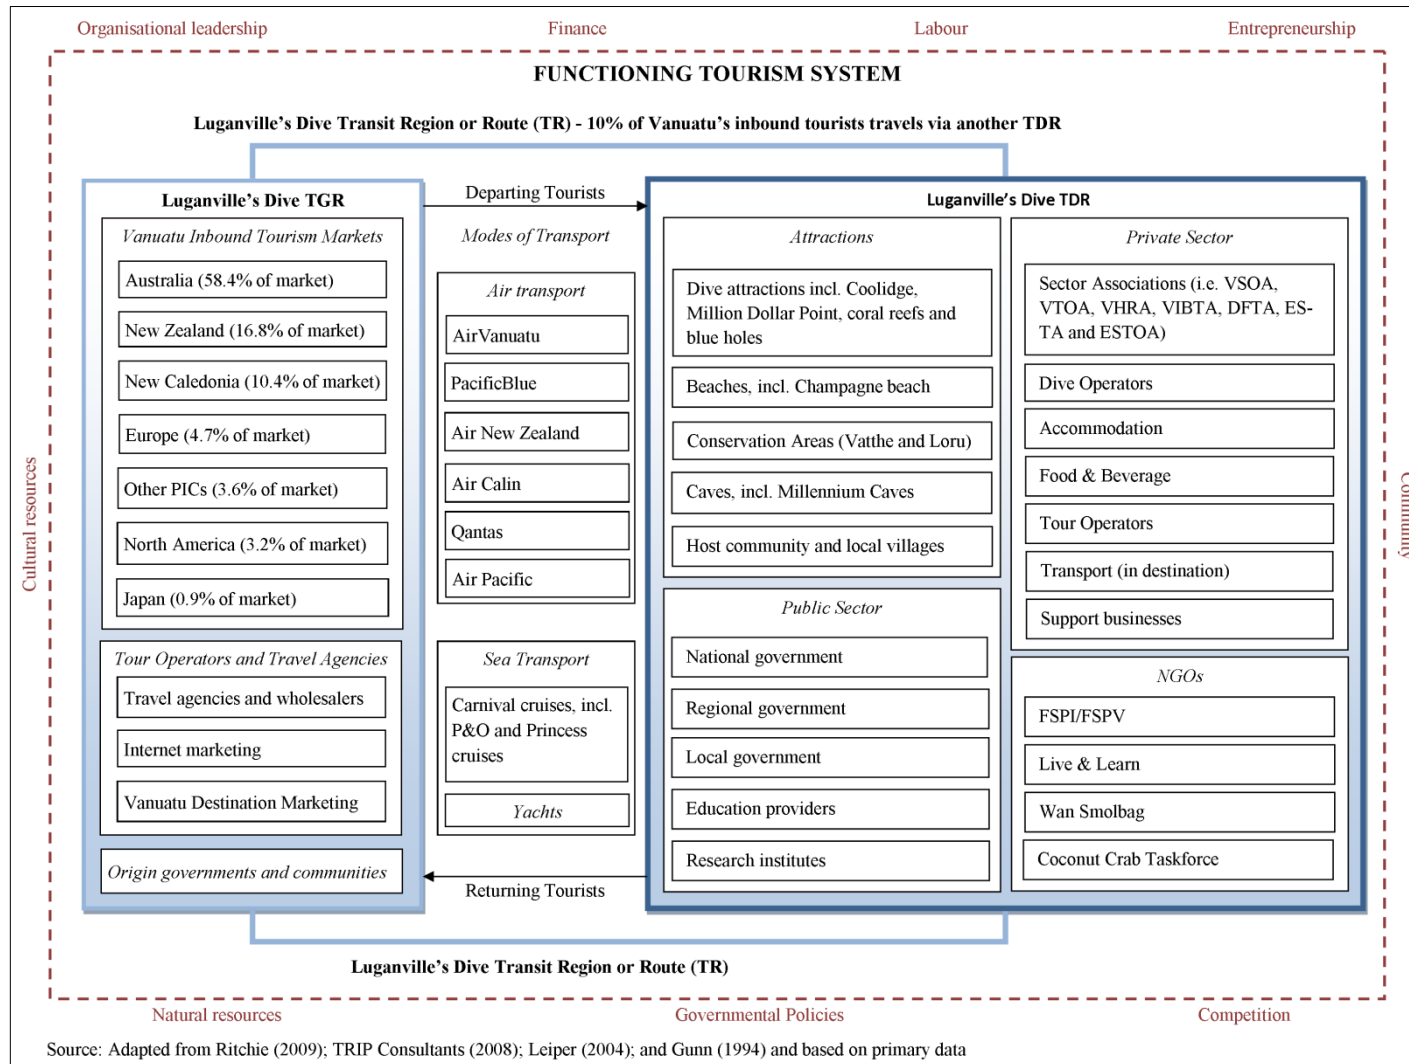 Organisational leadership
Finance
Labour
Entrepreneurship
FUNCTIONING TOURISM SYSTEM
Luganville’s Dive Transit Region or Route (TR) - 10% of Vanuatu’s inbound tourists travels via another TDR
Luganville’s Dive TGR
Vanuatu Inbound Tourism Markets
Australia (58.4% of market)
New Zealand (16.8% of market)
New Caledonia (10.4% of market)
Europe (4.7% of market)
Other PICs (3.6% of market)
North America (3.2% of market)
Japan (0.9% of market)
Tour Operators and Travel Agencies
Travel agencies and wholesalers
Internet marketing
Vanuatu Destination Marketing
Origin governments and communities
Departing Tourists
Modes of Transport
Air transport
AirVanuatu
PacificBlue
Air New Zealand
Air Calin
Qantas
Air Pacific
Sea Transport
Carnival cruises, incl.
P&O and Princess
cruises
Yachts
Returning Tourists
Luganville’s Dive TDR
Attractions
Dive attractions incl. Coolidge,
Million Dollar Point, coral reefs and
blue holes
Beaches, incl. Champagne beach
Conservation Areas (Vatthe and Loru)
Caves, incl. Millennium Caves
Host community and local villages
Public Sector
National government
Regional government
Local government
Education providers
Research institutes
Private Sector
Sector Associations (i.e. VSOA,
VTOA, VHRA, VIBTA, DFTA, ES-
TA and ESTOA)
Dive Operators
Accommodation
Food & Beverage
Tour Operators
Transport (in destination)
Support businesses
NGOs
FSPI/FSPV
Live & Learn
Wan Smolbag
Coconut Crab Taskforce
Luganville’s Dive Transit Region or Route (TR)
Cultural resources
Community
Natural resources
Governmental Policies
Competition
Source: Adapted from Ritchie (2009); TRIP Consultants (2008); Leiper (2004); and Gunn (1994) and based on primary data